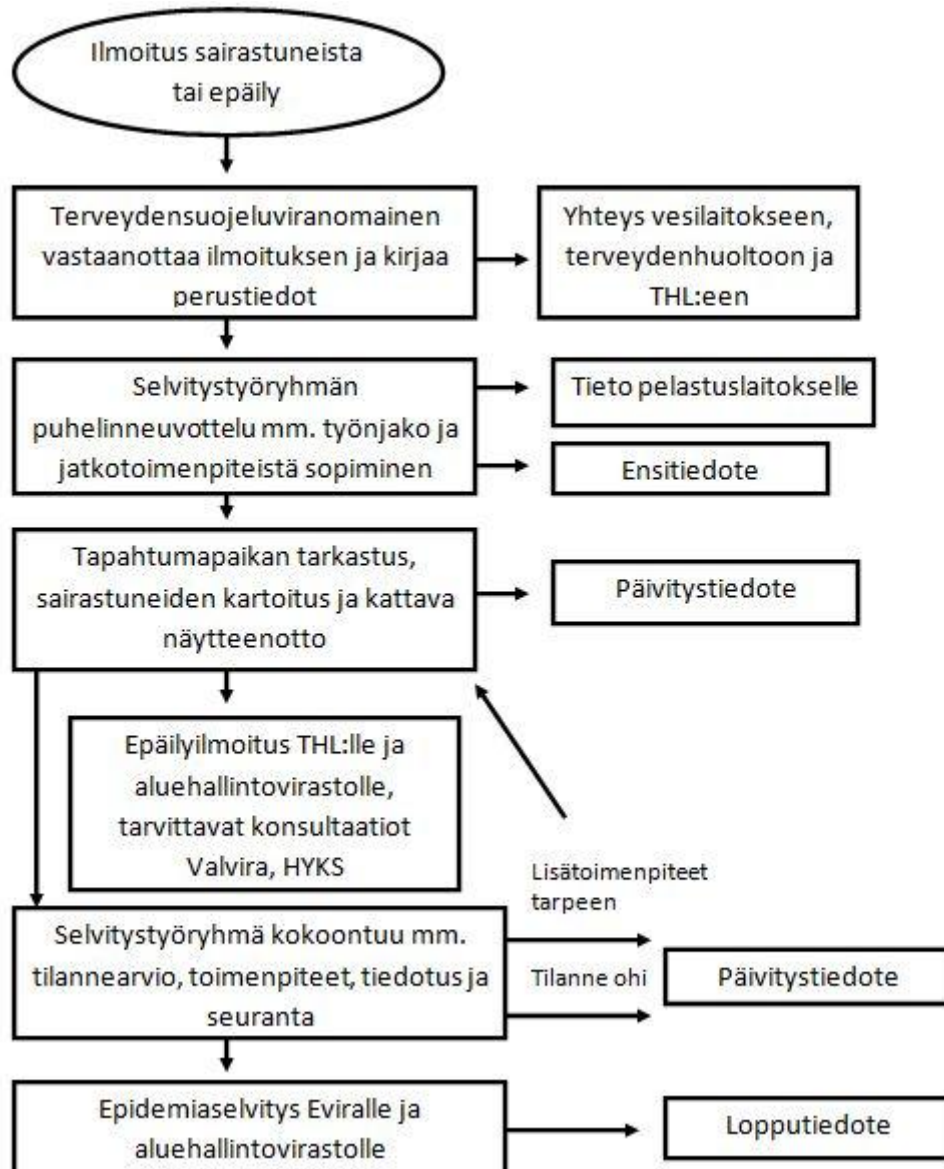 Ilmoitus sairastuneista
tai epäily
Terveydensuojeluviranomainen
vastaanottaa ilmoituksen ja kirjaa
perustiedot
Yhteys vesilaitokseen,
terveydenhuoltoon ja
THL:een
Selvitystyöryhmän
puhelinneuvottelu mm. työnjako ja
jatkotoimenpiteistä sopiminen
Tieto pelastuslaitokselle
Ensitiedote
Tapahtumapaikan tarkastus,
sairastuneiden kartoitus ja kattava
näytteenotto
Päivitystiedote
Epäilyilmoitus THL:lle ja
aluehallintovirastolle,
tarvittavat konsultaatiot
Valvira, HYKS
Lisätoimenpiteet
tarpeen
Selvitystyöryhmä kokoontuu mm.
tilannearvio, toimenpiteet, tiedotus ja
seuranta
Tilanne ohi
Päivitystiedote
Epidemiaselvitys Eviralle ja
aluehallintovirastolle
Lopputiedote